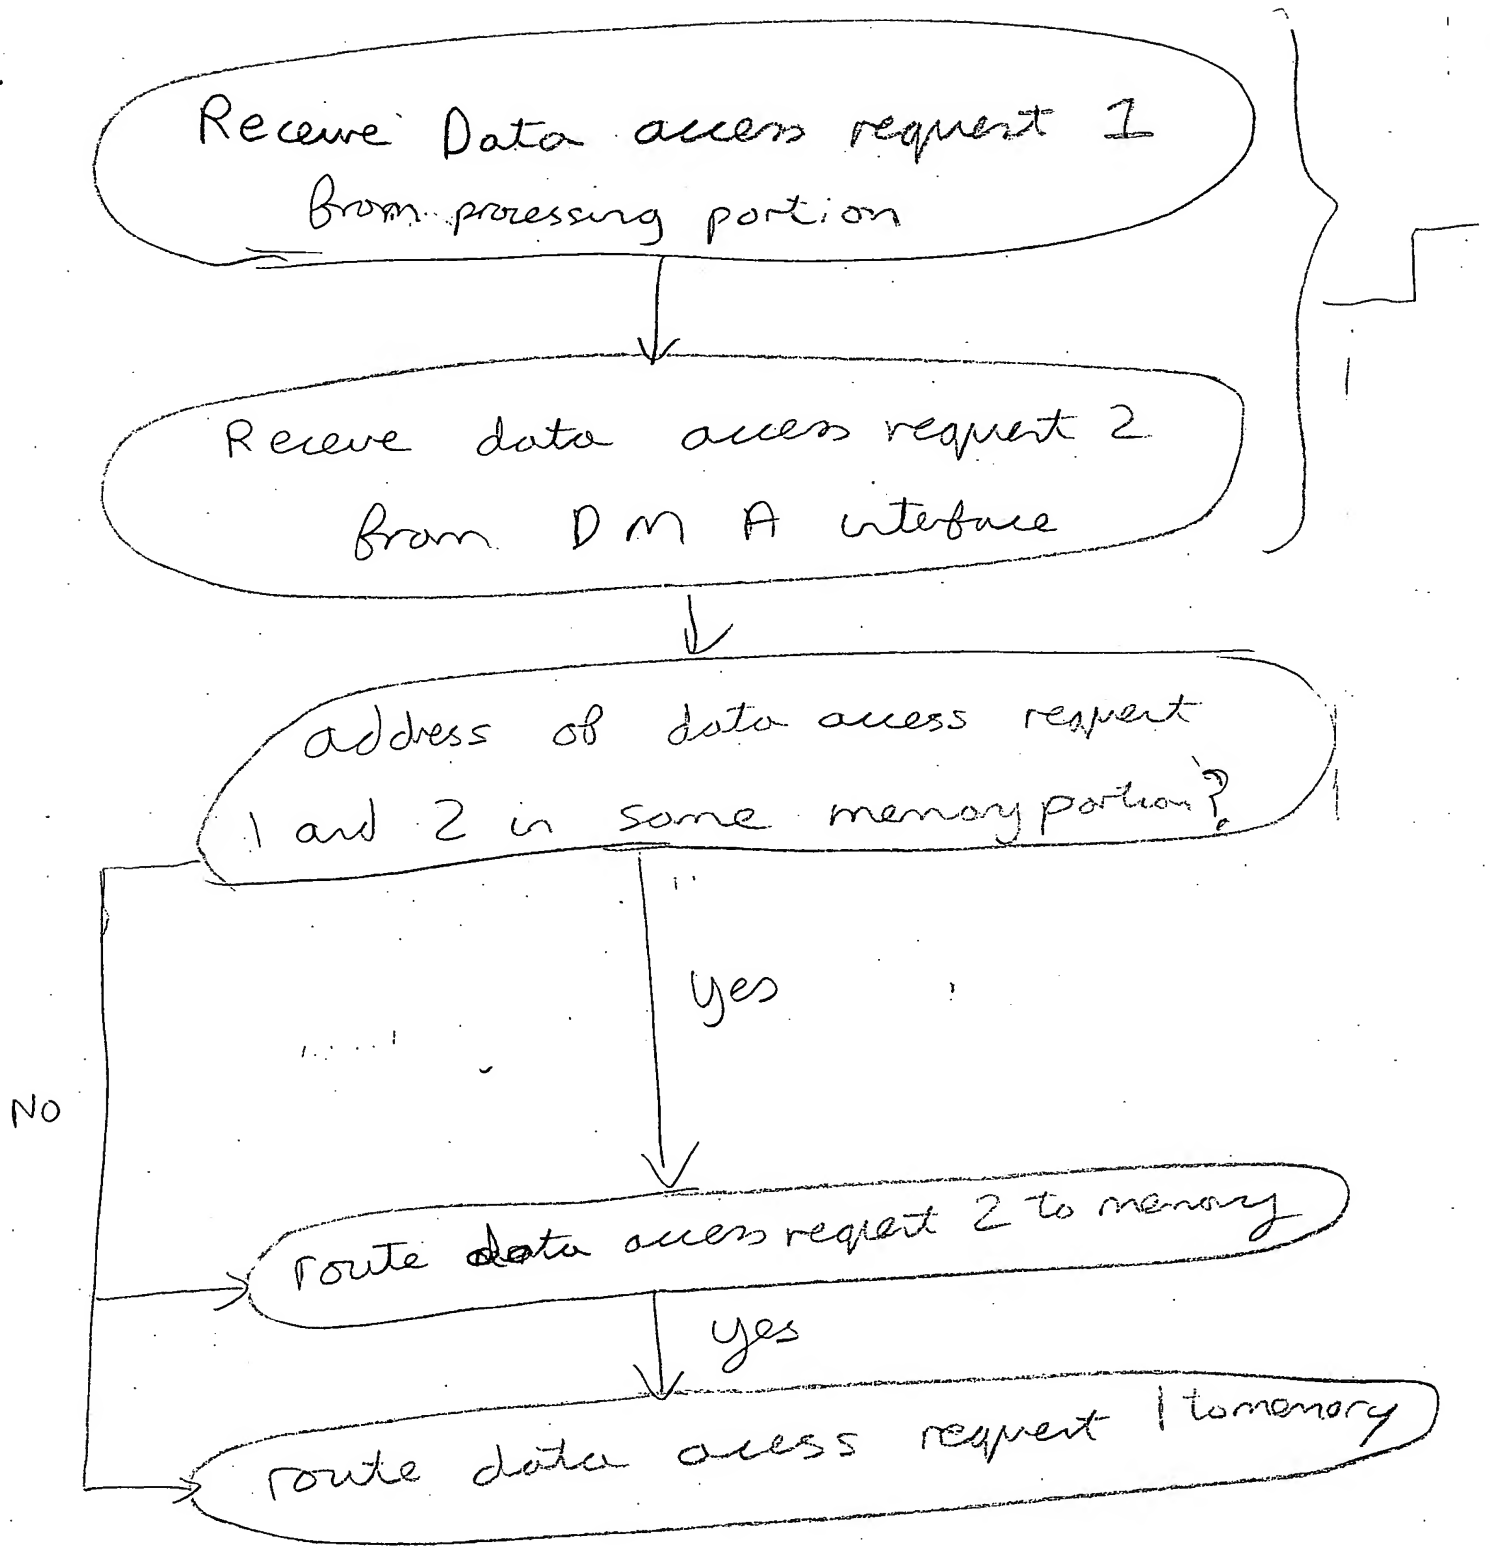 Receive Data access request 1
from processing portion
Receive data access request 2
from DMA interface
address of data access request
1 and 2 in same memory portion?
yes
NO
route data access request 2 to memory
yes
route data access request 1 to memory